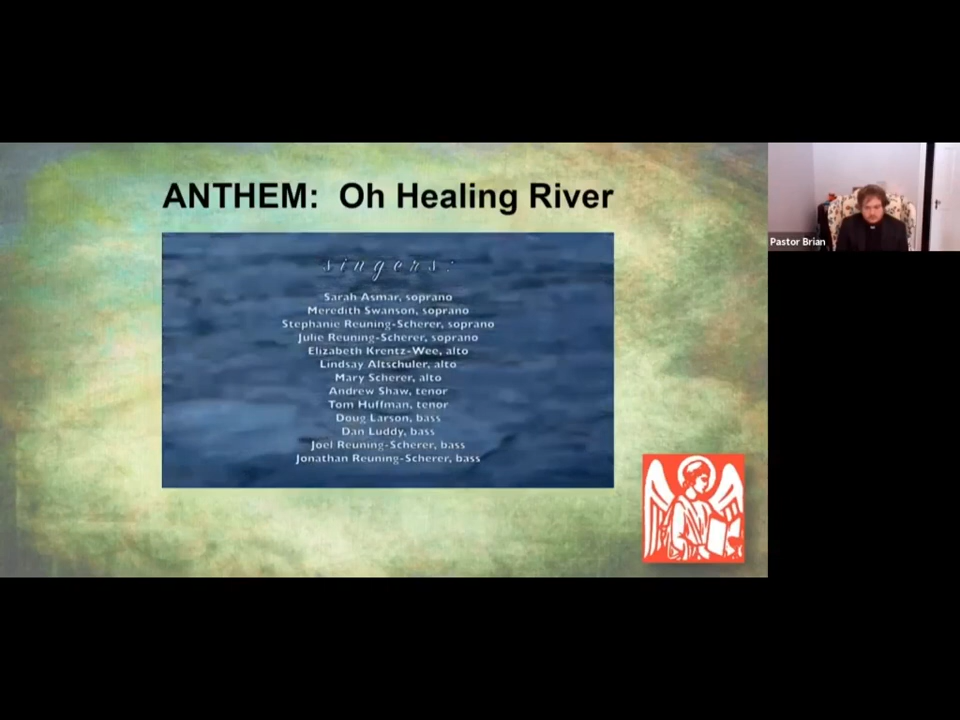 ANTHEM: Oh Healing River
singers:
Sarah Asmar, soprano
Meredith Swanson, soprano
Stephanie Reuning-Scherer, soprano
Julie Reuning-Scherer, soprano
Elizabeth Krentz-Wee, alto
Lindsay Altschuler, alto
Mary Scherer, alto
Andrew Shaw, tenor
Tom Huffman, tenor
Doug Larson, bass
Dan Luddy, bass
Joel Reuning-Scherer, bass
Jonathan Reuning-Scherer, bass
Pastor Brian